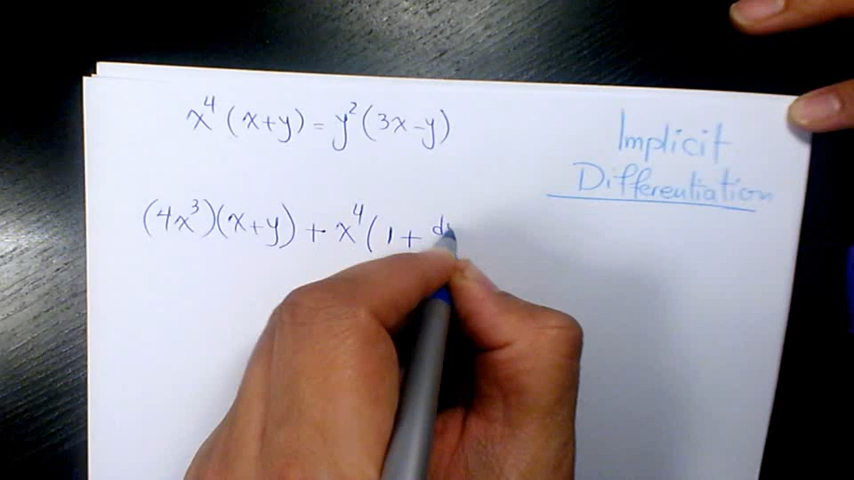 x⁴(x+y) = y²(3x-y)
Implicit
Differentiation
(4x³)(x+y) + x⁴(1+ d